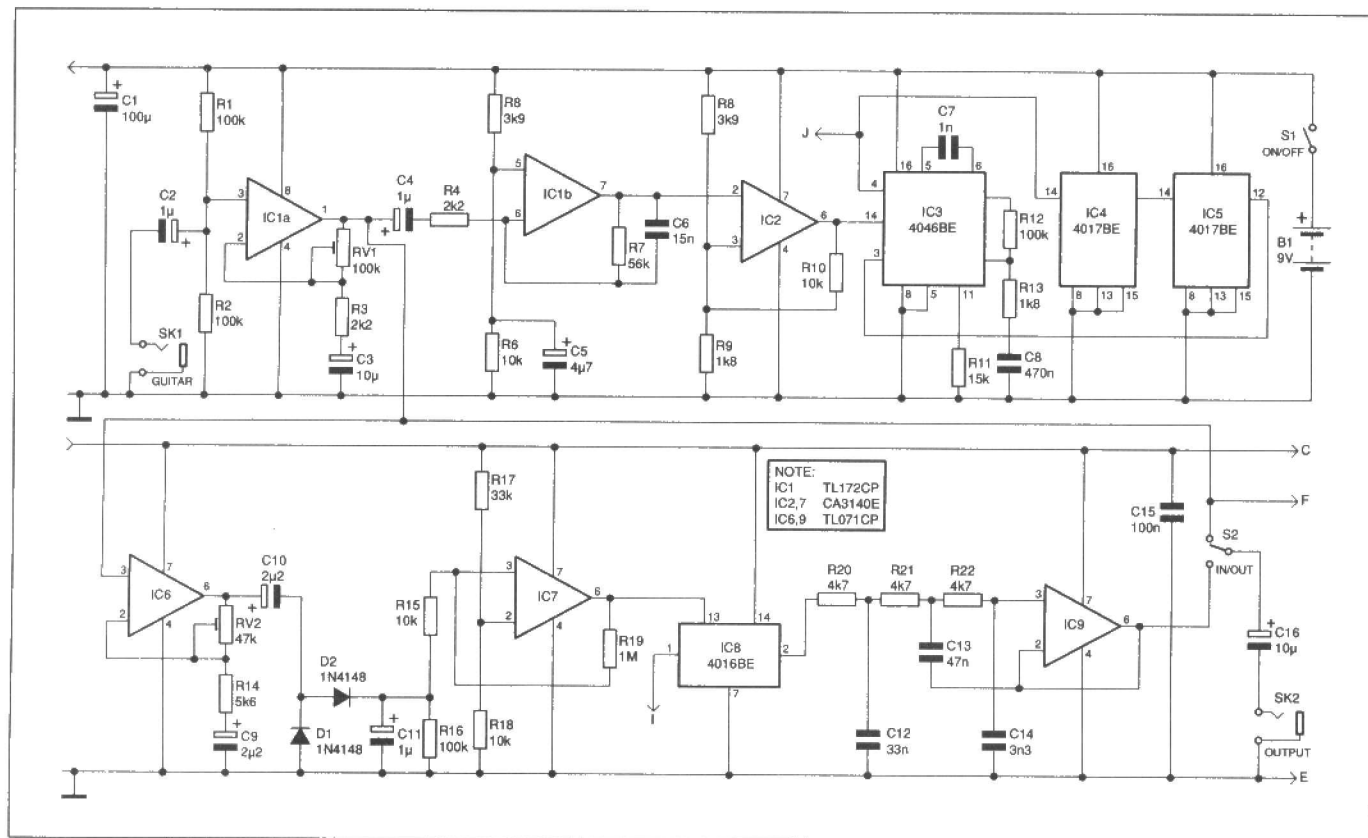 C1
100μ
R1
100k
C2
1μ
R2
100k
SK1
GUITAR
3
2
8
1
4
IC1a
RV1
100k
R3
2k2
C3
10μ
C4
1μ
R4
2k2
R8
3k9
5
6
7
IC1b
R7
56k
C6
15n
R6
10k
C5
4μ7
R8
3k9
2
3
7
6
4
IC2
R10
10k
R9
1k8
J
C7
1n
16
5
6
4
14
3
IC3
4046BE
8
5
11
R12
100k
R13
1k8
R11
15k
C8
470n
14
16
IC4
4017BE
8
13
15
14
16
12
IC5
4017BE
8
13
15
S1
ON/OFF
B1
9V
3
2
7
6
4
IC6
C10
2μ2
RV2
47k
R14
5k6
C9
2μ2
D2
1N4148
D1
1N4148
C11
1μ
R15
10k
R16
100k
R17
33k
R18
10k
3
2
7
6
4
IC7
R19
1M
13
14
1
2
7
IC8
4016BE
I
NOTE:
IC1 TL172CP
IC2,7 CA3140E
IC6,9 TL071CP
R20
4k7
R21
4k7
R22
4k7
C12
33n
C13
47n
C14
3n3
3
2
7
6
4
IC9
C15
100n
C
F
S2
IN/OUT
C16
10μ
SK2
OUTPUT
E